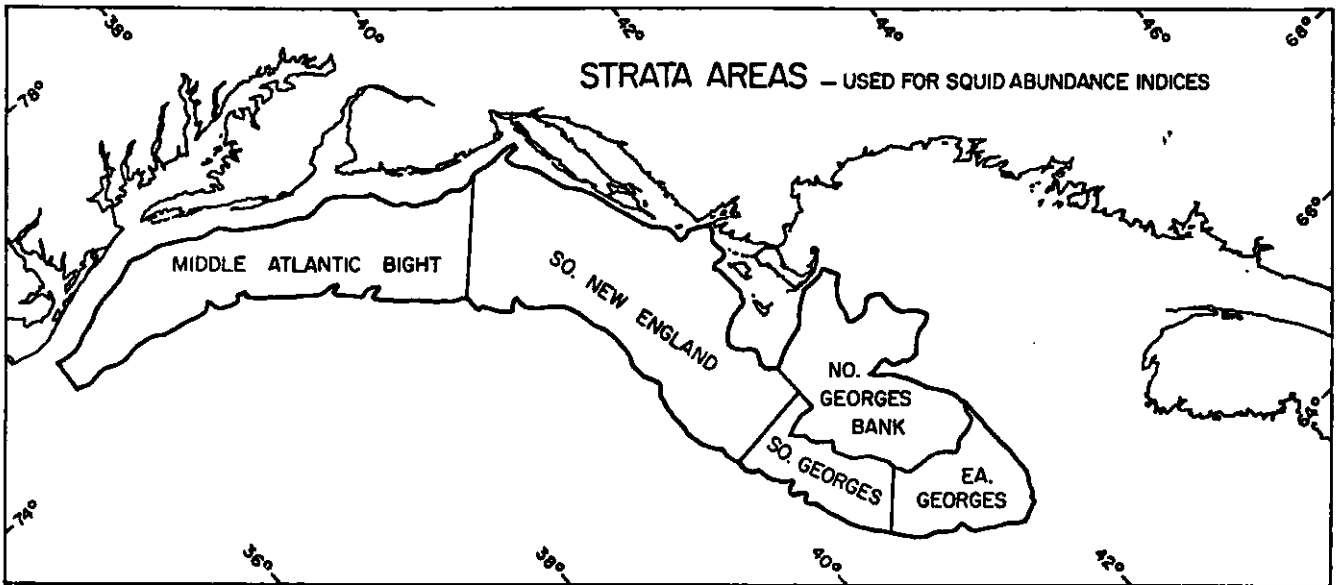 38° 40° 42° 44° 46° 68°
STRATA AREAS – USED FOR SQUID ABUNDANCE INDICES
78°
66°
MIDDLE ATLANTIC BIGHT
SO. NEW ENGLAND
NO.
GEORGES
BANK
64°
SO. GEORGES
EA.
GEORGES
74°
36° 38° 40° 42°